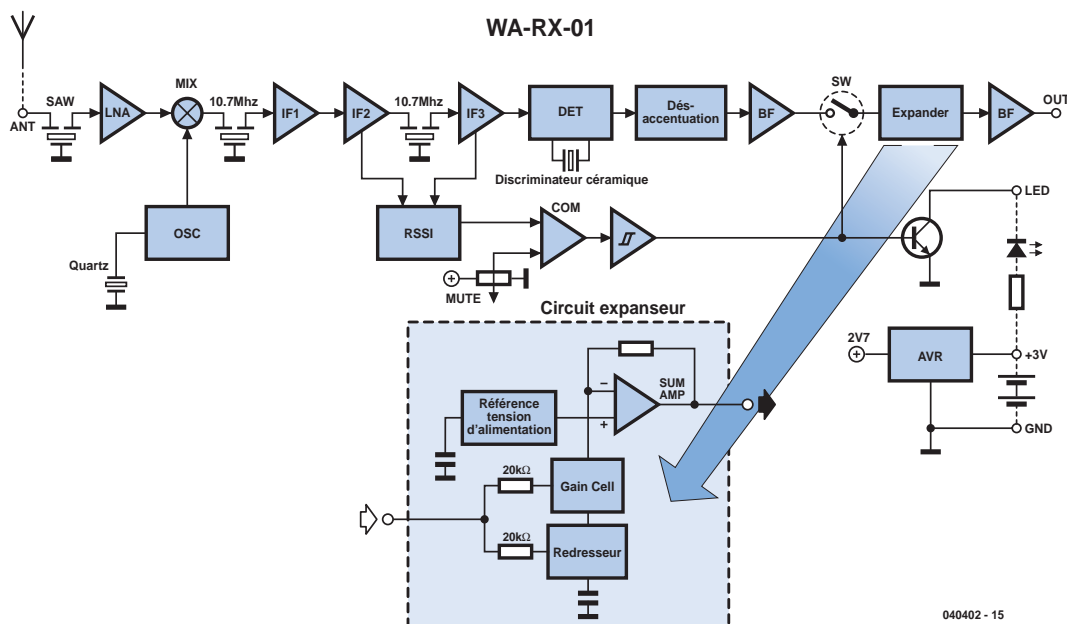 WA-RX-01
ANT
SAW
LNA
MIX
10.7Mhz
IF1
IF2
10.7Mhz
IF3
DET
Discriminateur céramique
Dés-
accentuation
BF
SW
Expander
BF
OUT
Quartz
OSC
RSSI
COM
MUTE
LED
2V7
AVR
+3V
GND
Circuit expanseur
Référence
tension
d'alimentation
–
+
SUM
AMP
20kΩ
Gain Cell
20kΩ
Redresseur
040402 - 15